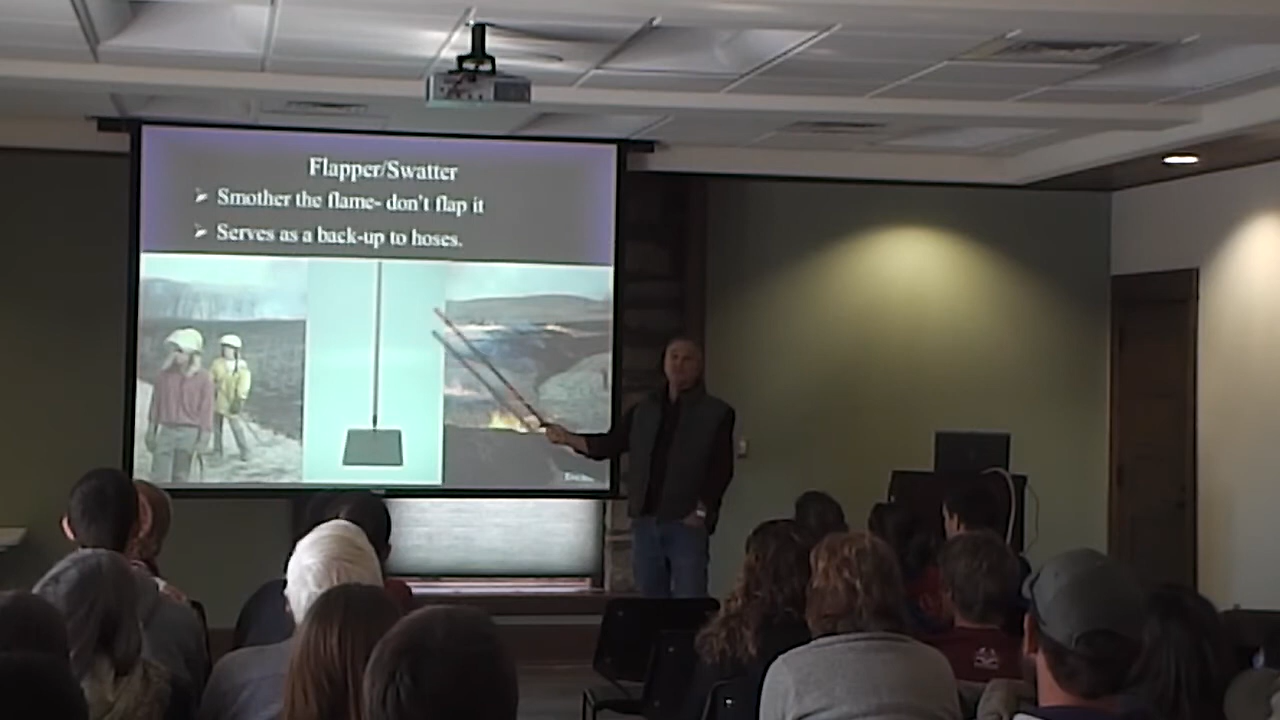 Flapper/Swatter
➢ Smother the flame- don't flap it
➢ Serves as a back-up to hoses.